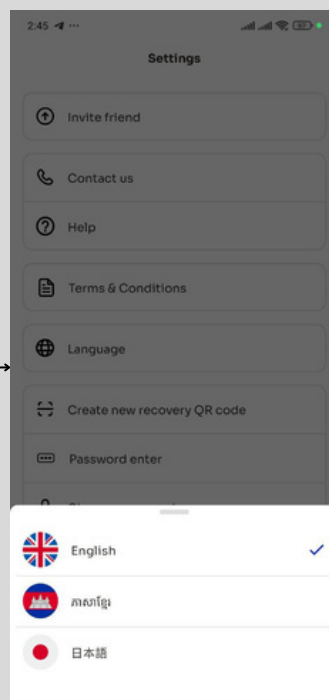 2:45
Settings
Invite friend
Contact us
Help
Terms & Conditions
Language
Create new recovery QR code
Password enter
English
ភាសាខ្មែរ
日本語